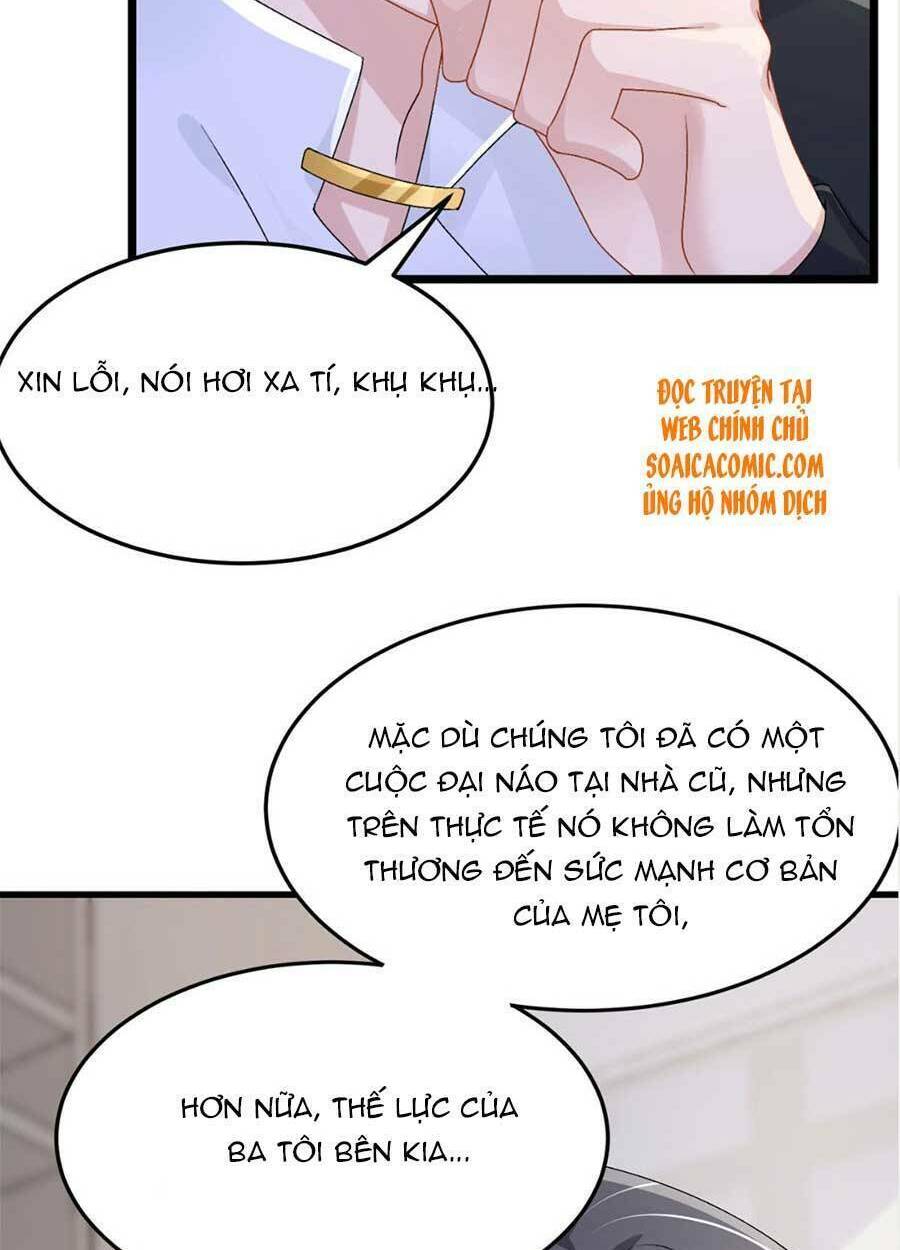 XIN LỖI, NÓI HƠI XA TÍ, KHỤ KHỤ...
ĐỌC TRUYỆN TẠI
WEB CHÍNH CHỦ
SOAICACOMIC.COM
ỦNG HỘ NHÓM DỊCH
MẶC DÙ CHÚNG TÔI ĐÃ CÓ MỘT
CUỘC ĐẠI NÁO TẠI NHÀ CŨ, NHƯNG
TRÊN THỰC TẾ NÓ KHÔNG LÀM TỔN
THƯƠNG ĐẾN SỨC MẠNH CƠ BẢN
CỦA MẸ TÔI,
HƠN NỮA, THẾ LỰC CỦA
BA TÔI BÊN KIA...